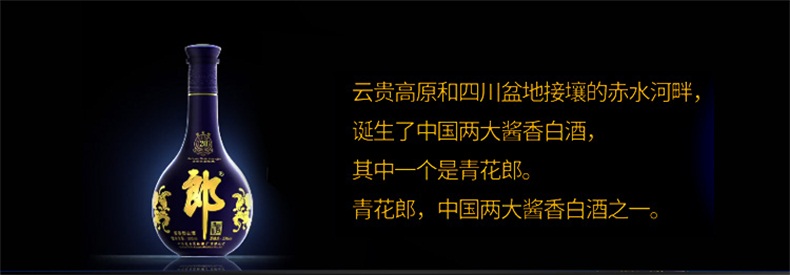 郎
云贵高原和四川盆地接壤的赤水河畔，
诞生了中国两大酱香白酒，
其中一个是青花郎。
青花郎，中国两大酱香白酒之一。